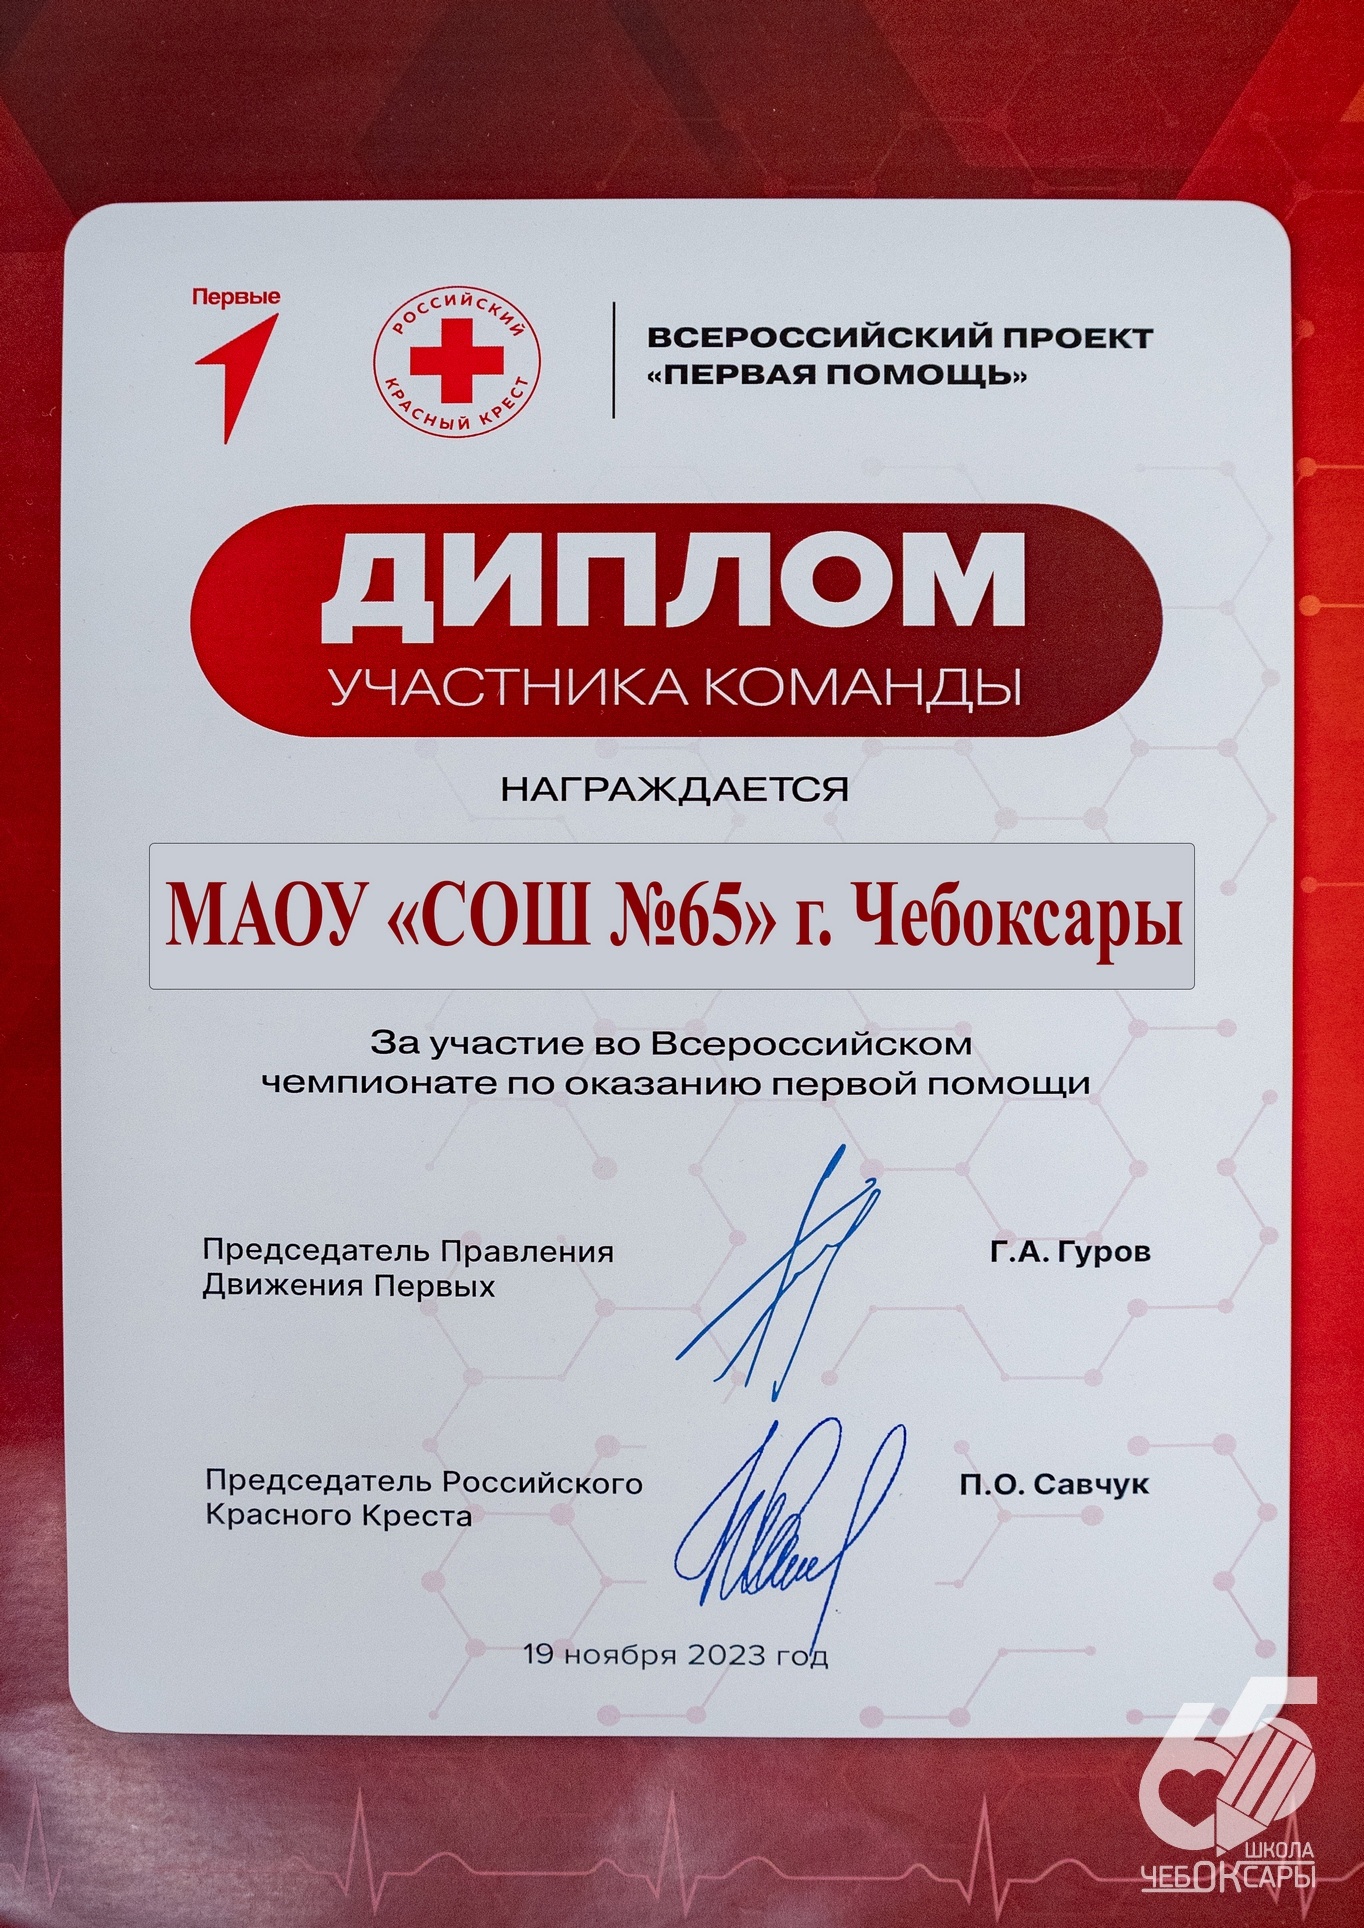 Первые
РОССИЙСКИЙ
КРАСНЫЙ КРЕСТ
ВСЕРОССИЙСКИЙ ПРОЕКТ
«ПЕРВАЯ ПОМОЩЬ»
ДИПЛОМ
УЧАСТНИКА КОМАНДЫ
НАГРАЖДАЕТСЯ
МАОУ «СОШ №65» г. Чебоксары
За участие во Всероссийском
чемпионате по оказанию первой помощи
Председатель Правления
Движения Первых
Г.А. Гуров
Председатель Российского
Красного Креста
П.О. Савчук
19 ноября 2023 год
65
ШКОЛА
ЧЕБОКСАРЫ